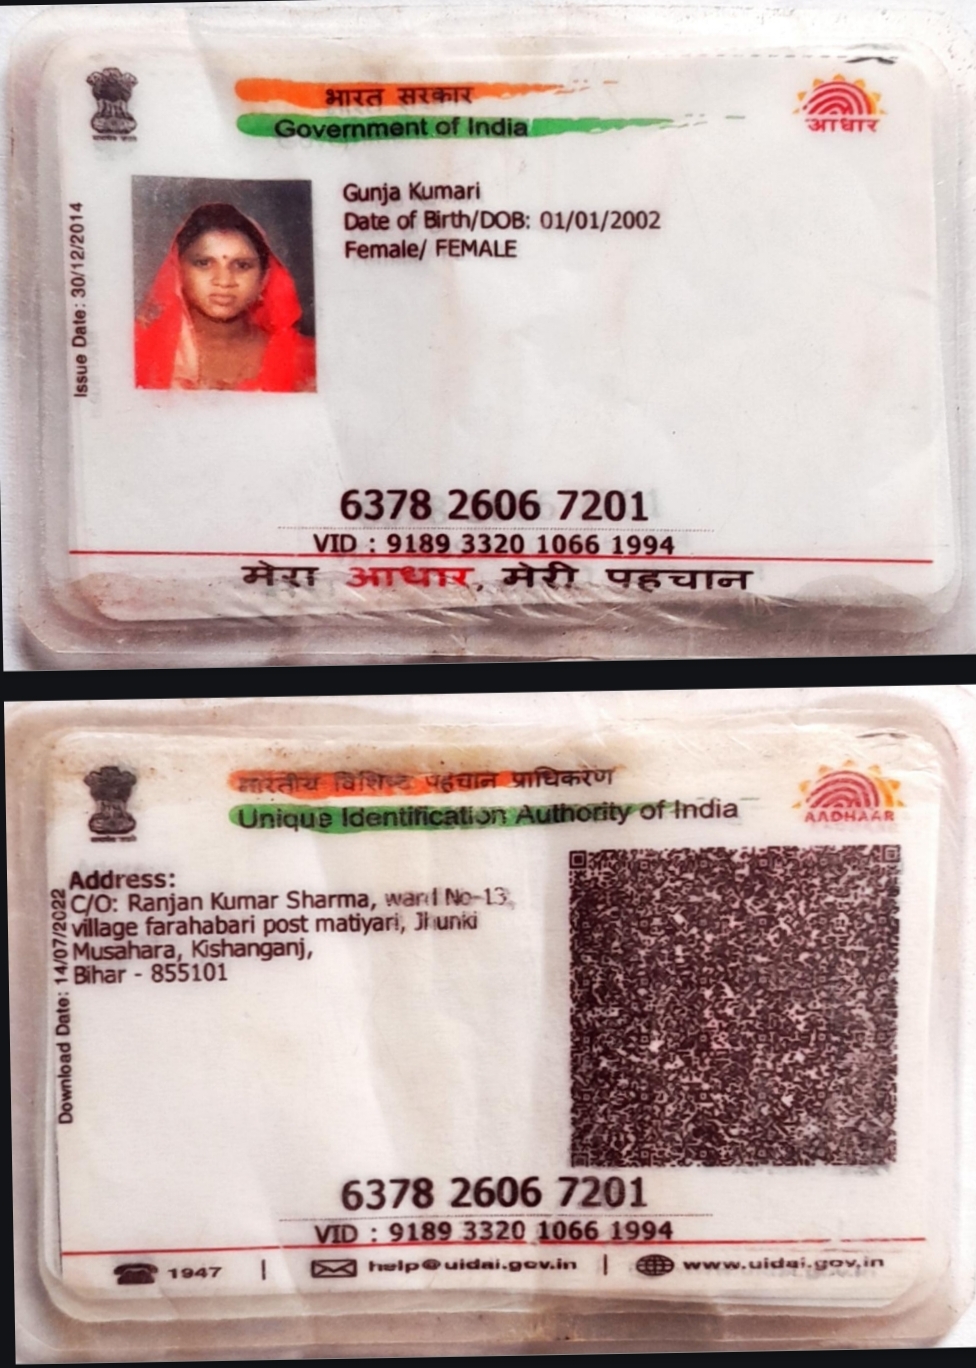 भारत सरकार
Government of India
आधार
Issue Date: 30/12/2014
Gunja Kumari
Date of Birth/DOB: 01/01/2002
Female/ FEMALE
6378 2606 7201
VID : 9189 3320 1066 1994
मेरा आधार, मेरी पहचान
भारतीय विशिष्ट पहचान प्राधिकरण
Unique Identification Authority of India
AADHAAR
Download Date: 14/07/2022
Address:
C/O: Ranjan Kumar Sharma, ward No-13,
village farahabari post matiyari, Jhunki
Musahara, Kishanganj,
Bihar - 855101
6378 2606 7201
VID : 9189 3320 1066 1994
1947 | help@uidai.gov.in | www.uidai.gov.in